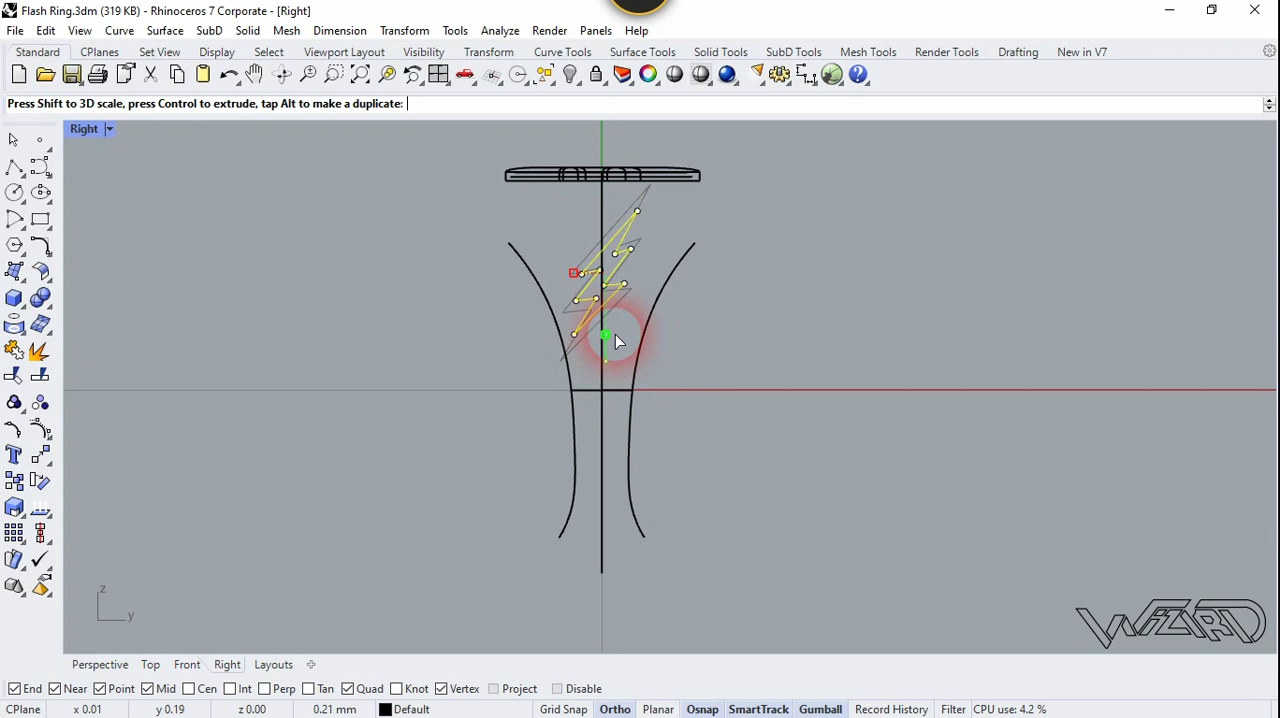 Flash Ring.3dm (319 KB) - Rhinoceros 7 Corporate - [Right]
File Edit View Curve Surface Solid SubD Mesh Dimension Transform Tools Analyze Render Panels Help
Standard CPlanes Set View Display Select Viewport Layout Visibility Transform Curve Tools Surface Tools Solid Tools SubD Tools Mesh Tools Render Tools Drafting New in V7
Press Shift to 3D scale, press Control to extrude, tap Alt to make a duplicate:
Right
z
y
WIZARD
Perspective Top Front Right Layouts
End Near Point Mid Cen Int Perp Tan Quad Knot Vertex Project Disable
CPlane x 0.01 y 0.19 z 0.00 0.21 mm Default Grid Snap Ortho Planar Osnap SmartTrack Gumball Record History Filter CPU use: 4.2 %